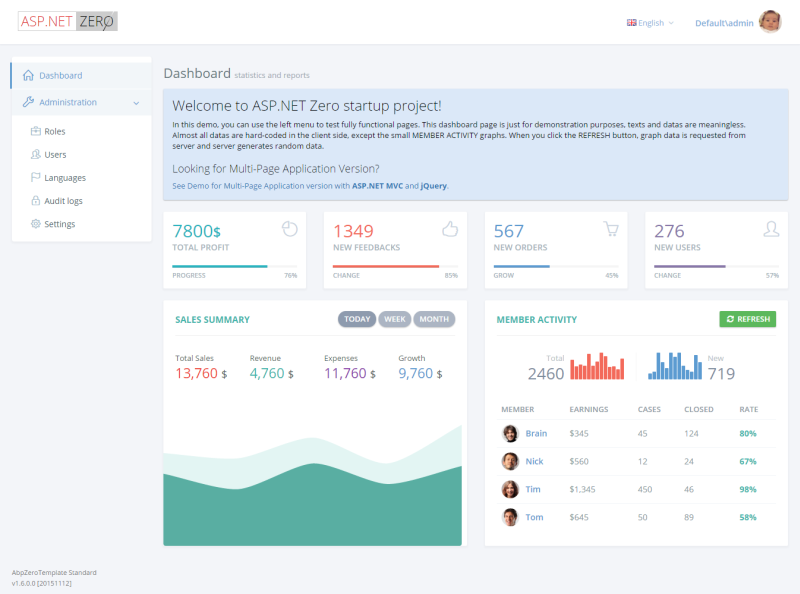 ASP.NET ZERO
English
Default\admin
Dashboard
Administration
Roles
Users
Languages
Audit logs
Settings
Dashboard statistics and reports
Welcome to ASP.NET Zero startup project!
In this demo, you can use the left menu to test fully functional pages. This dashboard page is just for demonstration purposes, texts and datas are meaningless.
Almost all datas are hard-coded in the client side, except the small MEMBER ACTIVITY graphs. When you click the REFRESH button, graph data is requested from
server and server generates random data.
Looking for Multi-Page Application Version?
See Demo for Multi-Page Application version with ASP.NET MVC and jQuery.
7800$
TOTAL PROFIT
PROGRESS 76%
1349
NEW FEEDBACKS
CHANGE 85%
567
NEW ORDERS
GROW 45%
276
NEW USERS
CHANGE 57%
SALES SUMMARY
TODAY WEEK MONTH
Total Sales Revenue Expenses Growth
13,760 $ 4,760 $ 11,760 $ 9,760 $
MEMBER ACTIVITY
REFRESH
Total
2460
New
719
MEMBER EARNINGS CASES CLOSED RATE
Brain $345 45 124 80%
Nick $560 12 24 67%
Tim $1,345 450 46 98%
Tom $645 50 89 58%
AbpZeroTemplate Standard
v1.6.0.0 [20151112]